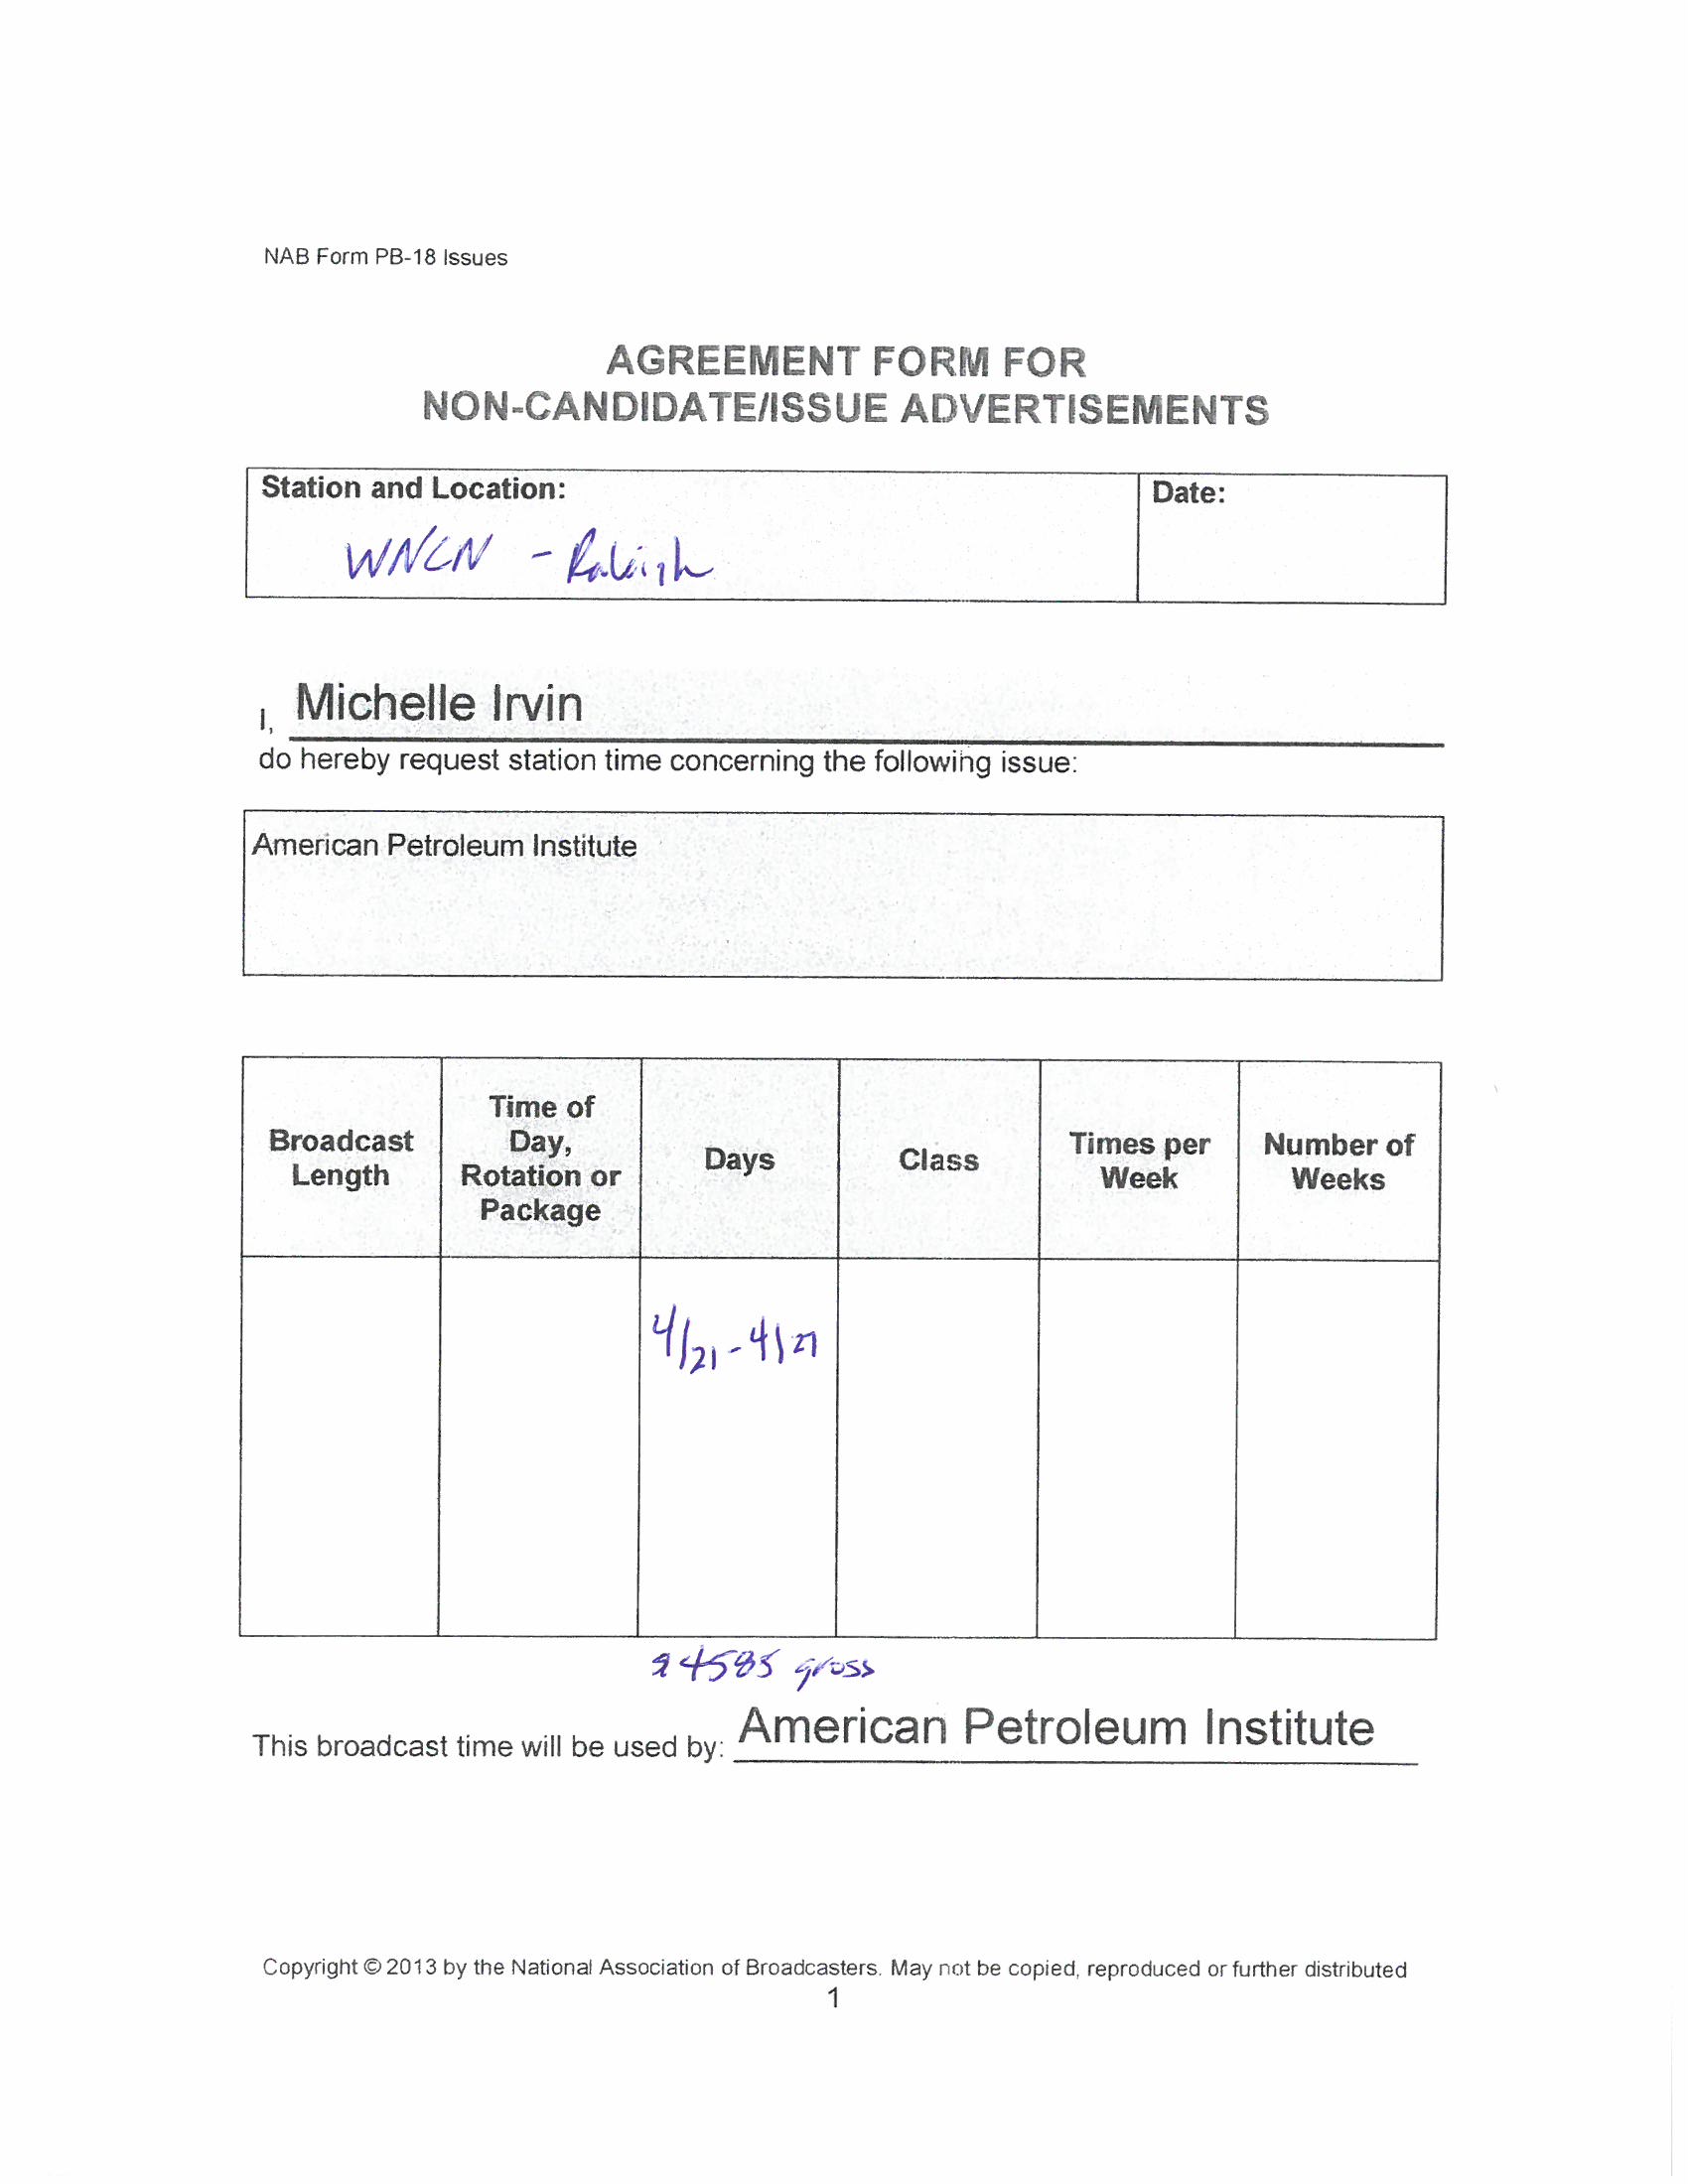 NAB Form PB-18 Issues
AGREEMENT FORM FOR
NON-CANDIDATE/ISSUE ADVERTISEMENTS
Station and Location:
Date:
WNCN - Raleigh
I, Michelle Irvin
do hereby request station time concerning the following issue:
American Petroleum Institute
Broadcast Length
Time of Day, Rotation or Package
Days
Class
Times per Week
Number of Weeks
4/21-4/27
24585 gross
This broadcast time will be used by: American Petroleum Institute
Copyright © 2013 by the National Association of Broadcasters. May not be copied, reproduced or further distributed
1